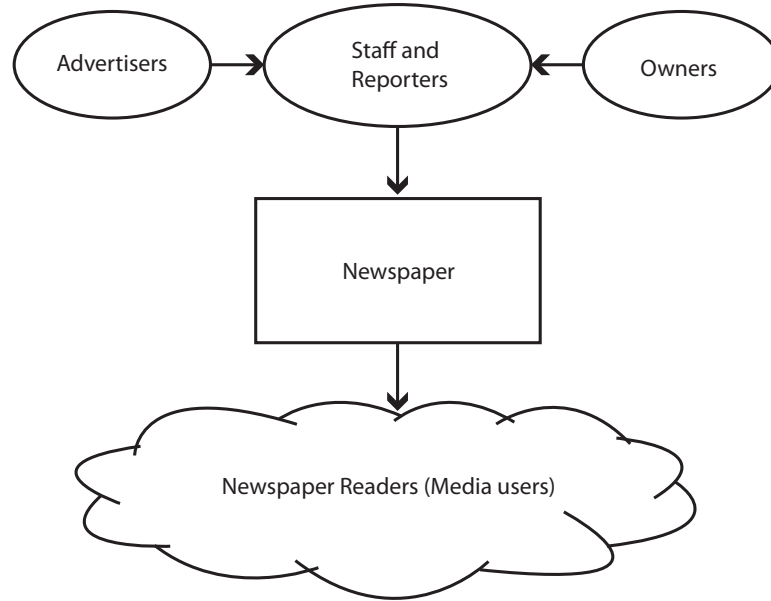 Advertisers
Staff and
Reporters
Owners
Newspaper
Newspaper Readers (Media users)